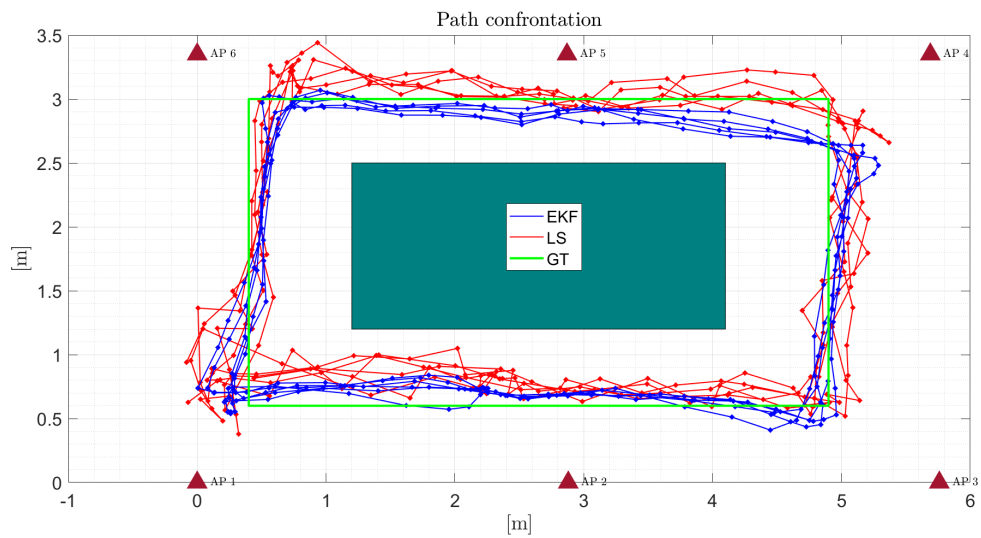 Path confrontation
3.5
AP 6
AP 5
AP 4
3
2.5
2
EKF
LS
GT
[m]
1.5
1
0.5
0
AP 1
AP 2
AP 3
-1
0
1
2
3
4
5
6
[m]